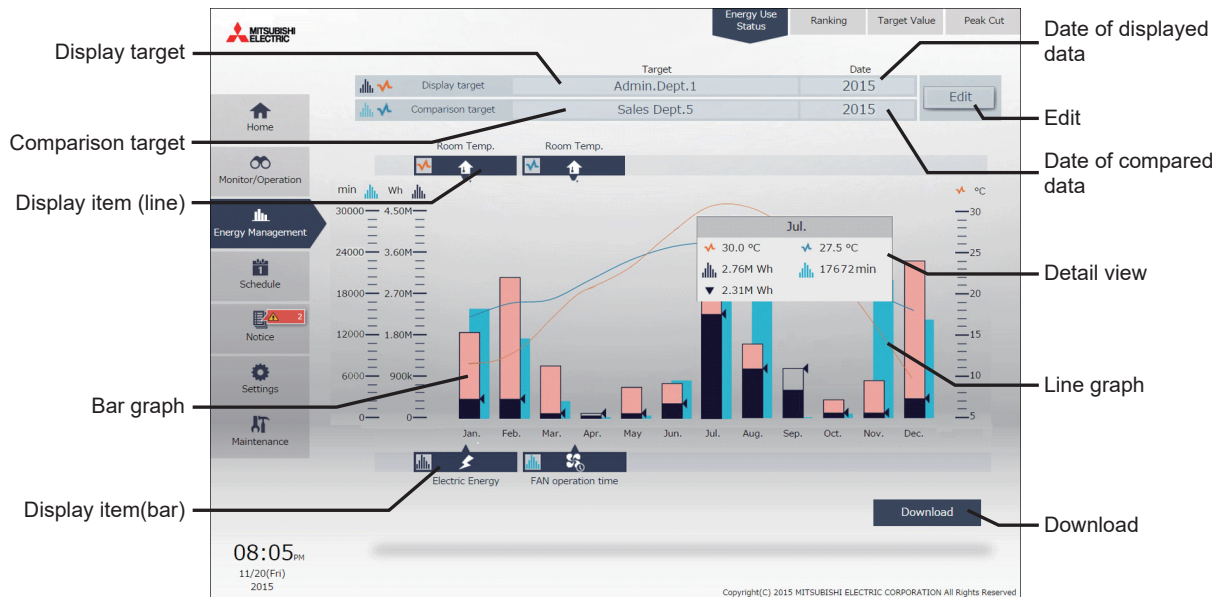 MITSUBISHI
ELECTRIC
Energy Use
Status
Ranking
Target Value
Peak Cut
Display target
Date of displayed
data
Target
Date
Display target
Admin.Dept.1
2015
Comparison target
Sales Dept.5
2015
Edit
Edit
Comparison target
Date of compared
data
Home
Monitor/Operation
Energy Management
1
Schedule
2
Notice
Settings
Maintenance
Room Temp.
Room Temp.
Display item (line)
min
Wh
°C
30000
4.50M
24000
3.60M
18000
2.70M
12000
1.80M
6000
900k
0
0
30
25
20
15
10
5
Jul.
30.0 °C
27.5 °C
2.76M Wh
17672min
2.31M Wh
Detail view
Line graph
Bar graph
Jan.
Feb.
Mar.
Apr.
May
Jun.
Jul.
Aug.
Sep.
Oct.
Nov.
Dec.
Electric Energy
FAN operation time
Display item(bar)
Download
Download
08:05PM
11/20(Fri)
2015
Copyright(C) 2015 MITSUBISHI ELECTRIC CORPORATION All Rights Reserved